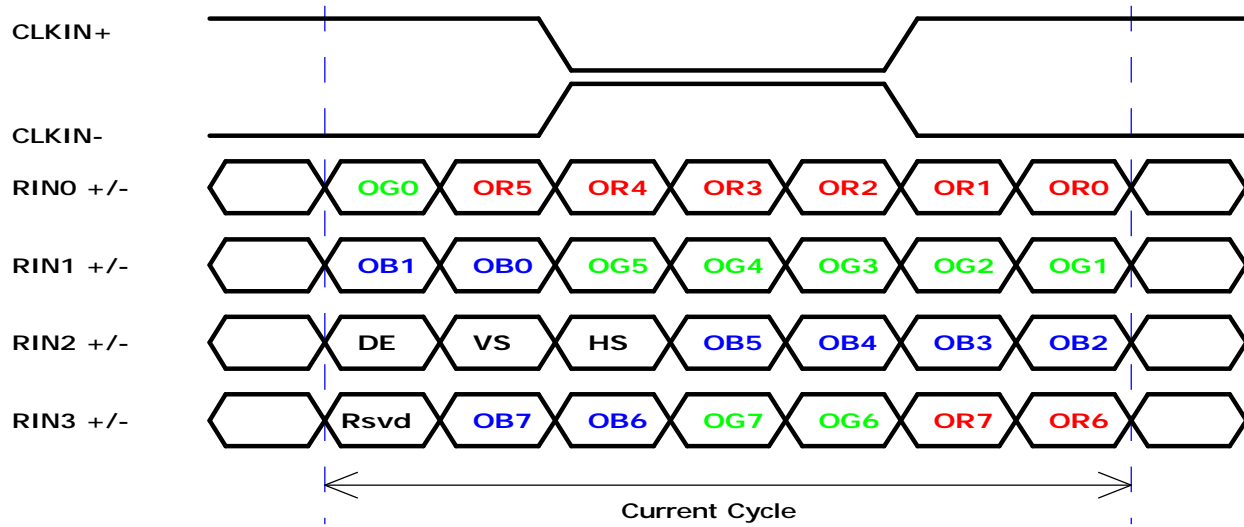 CLKIN+
CLKIN-
RIN0 +/- OG0 OR5 OR4 OR3 OR2 OR1 OR0
RIN1 +/- OB1 OB0 OG5 OG4 OG3 OG2 OG1
RIN2 +/- DE VS HS OB5 OB4 OB3 OB2
RIN3 +/- Rsvd OB7 OB6 OG7 OG6 OR7 OR6
Current Cycle